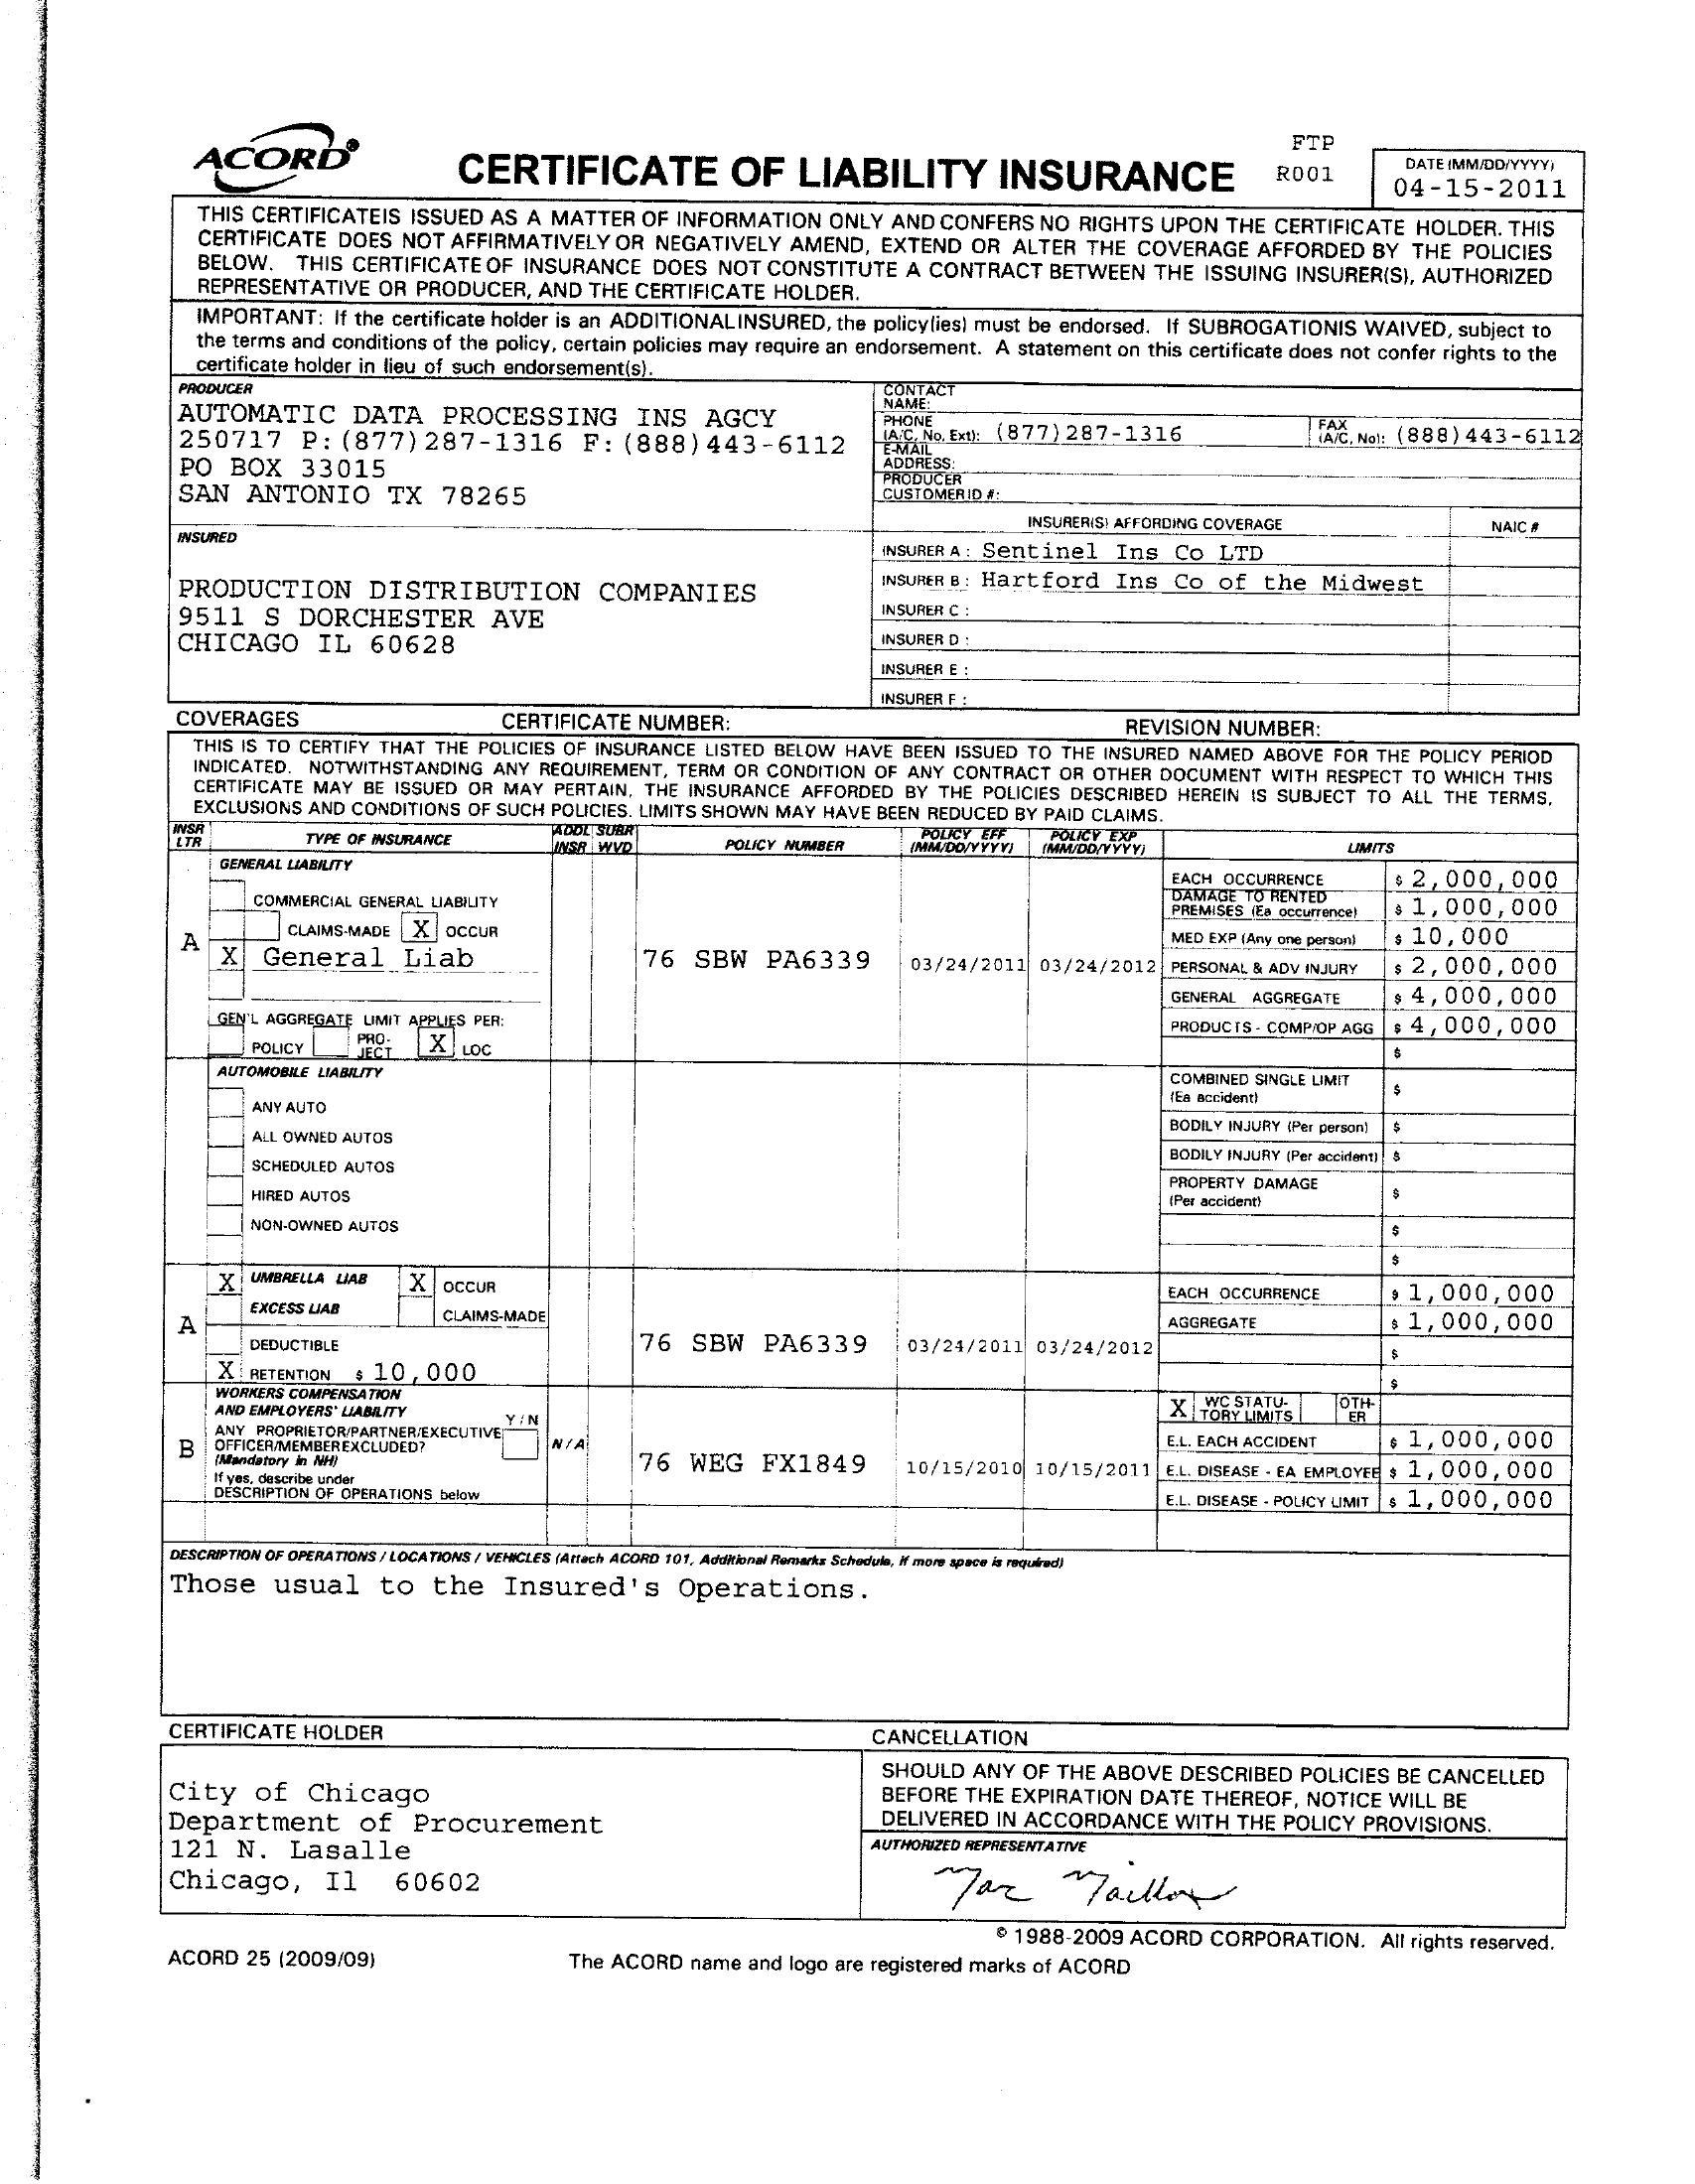 ACORD®
CERTIFICATE OF LIABILITY INSURANCE
FTP
R001
DATE (MM/DD/YYYY)
04-15-2011
THIS CERTIFICATE IS ISSUED AS A MATTER OF INFORMATION ONLY AND CONFERS NO RIGHTS UPON THE CERTIFICATE HOLDER. THIS
CERTIFICATE DOES NOT AFFIRMATIVELY OR NEGATIVELY AMEND, EXTEND OR ALTER THE COVERAGE AFFORDED BY THE POLICIES
BELOW. THIS CERTIFICATE OF INSURANCE DOES NOT CONSTITUTE A CONTRACT BETWEEN THE ISSUING INSURER(S), AUTHORIZED
REPRESENTATIVE OR PRODUCER, AND THE CERTIFICATE HOLDER.
IMPORTANT: If the certificate holder is an ADDITIONAL INSURED, the policy(ies) must be endorsed. If SUBROGATION IS WAIVED, subject to
the terms and conditions of the policy, certain policies may require an endorsement. A statement on this certificate does not confer rights to the
certificate holder in lieu of such endorsement(s).
PRODUCER
AUTOMATIC DATA PROCESSING INS AGCY
250717 P:(877)287-1316 F:(888)443-6112
PO BOX 33015
SAN ANTONIO TX 78265
CONTACT
NAME:
PHONE
(A/C, No, Ext): (877)287-1316
FAX
(A/C, No): (888)443-6112
E-MAIL
ADDRESS:
PRODUCER
CUSTOMER ID #:
INSURER(S) AFFORDING COVERAGE NAIC #
INSURED
PRODUCTION DISTRIBUTION COMPANIES
9511 S DORCHESTER AVE
CHICAGO IL 60628
INSURER A : Sentinel Ins Co LTD
INSURER B : Hartford Ins Co of the Midwest
INSURER C :
INSURER D :
INSURER E :
INSURER F :
COVERAGES CERTIFICATE NUMBER: REVISION NUMBER:
THIS IS TO CERTIFY THAT THE POLICIES OF INSURANCE LISTED BELOW HAVE BEEN ISSUED TO THE INSURED NAMED ABOVE FOR THE POLICY PERIOD
INDICATED. NOTWITHSTANDING ANY REQUIREMENT, TERM OR CONDITION OF ANY CONTRACT OR OTHER DOCUMENT WITH RESPECT TO WHICH THIS
CERTIFICATE MAY BE ISSUED OR MAY PERTAIN, THE INSURANCE AFFORDED BY THE POLICIES DESCRIBED HEREIN IS SUBJECT TO ALL THE TERMS,
EXCLUSIONS AND CONDITIONS OF SUCH POLICIES. LIMITS SHOWN MAY HAVE BEEN REDUCED BY PAID CLAIMS.
INSR LTR TYPE OF INSURANCE ADDL INSR SUBR WVD POLICY NUMBER POLICY EFF (MM/DD/YYYY) POLICY EXP (MM/DD/YYYY) LIMITS
GENERAL LIABILITY
COMMERCIAL GENERAL LIABILITY
CLAIMS-MADE X OCCUR
A X General Liab 76 SBW PA6339 03/24/2011 03/24/2012
GEN'L AGGREGATE LIMIT APPLIES PER:
POLICY PRO-JECT X LOC
EACH OCCURRENCE $ 2,000,000
DAMAGE TO RENTED
PREMISES (Ea occurrence) $ 1,000,000
MED EXP (Any one person) $ 10,000
PERSONAL & ADV INJURY $ 2,000,000
GENERAL AGGREGATE $ 4,000,000
PRODUCTS - COMP/OP AGG $ 4,000,000
$
AUTOMOBILE LIABILITY
ANY AUTO
ALL OWNED AUTOS
SCHEDULED AUTOS
HIRED AUTOS
NON-OWNED AUTOS
COMBINED SINGLE LIMIT
(Ea accident) $
BODILY INJURY (Per person) $
BODILY INJURY (Per accident) $
PROPERTY DAMAGE
(Per accident) $
$
$
X UMBRELLA LIAB X OCCUR
EXCESS LIAB CLAIMS-MADE
A 76 SBW PA6339 03/24/2011 03/24/2012
DEDUCTIBLE
X RETENTION $ 10,000
EACH OCCURRENCE $ 1,000,000
AGGREGATE $ 1,000,000
$
$
WORKERS COMPENSATION
AND EMPLOYERS' LIABILITY
Y / N
ANY PROPRIETOR/PARTNER/EXECUTIVE
OFFICER/MEMBER EXCLUDED?
(Mandatory in NH)
If yes, describe under
DESCRIPTION OF OPERATIONS below
B N / A 76 WEG FX1849 10/15/2010 10/15/2011
X WC STATU-TORY LIMITS OTH-ER
E.L. EACH ACCIDENT $ 1,000,000
E.L. DISEASE - EA EMPLOYEE $ 1,000,000
E.L. DISEASE - POLICY LIMIT $ 1,000,000
DESCRIPTION OF OPERATIONS / LOCATIONS / VEHICLES (Attach ACORD 101, Additional Remarks Schedule, if more space is required)
Those usual to the Insured's Operations.
CERTIFICATE HOLDER
City of Chicago
Department of Procurement
121 N. Lasalle
Chicago, Il 60602
CANCELLATION
SHOULD ANY OF THE ABOVE DESCRIBED POLICIES BE CANCELLED
BEFORE THE EXPIRATION DATE THEREOF, NOTICE WILL BE
DELIVERED IN ACCORDANCE WITH THE POLICY PROVISIONS.
AUTHORIZED REPRESENTATIVE
© 1988-2009 ACORD CORPORATION. All rights reserved.
ACORD 25 (2009/09)
The ACORD name and logo are registered marks of ACORD